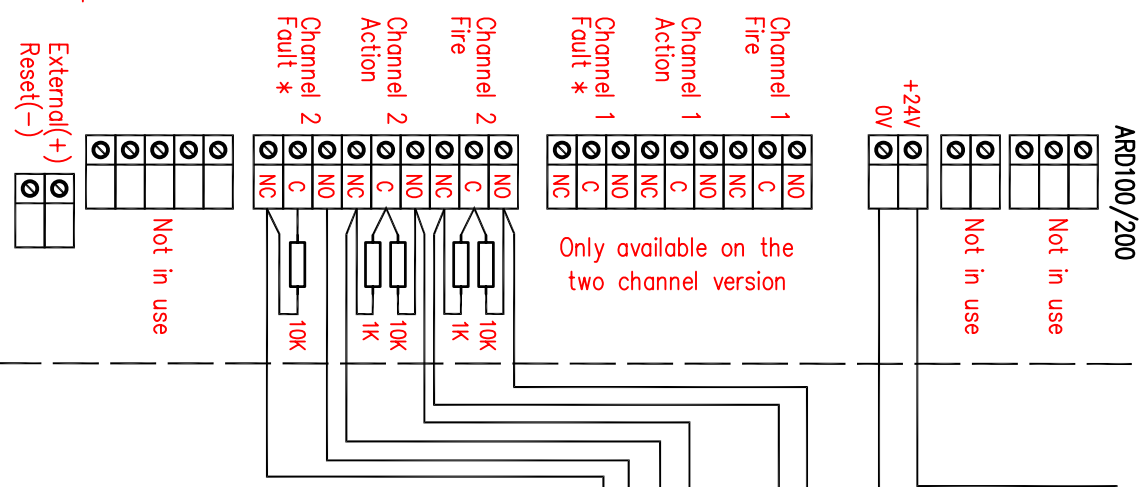 External(+)
Reset(-)
Channel 2
Fault *
Channel 2
Action
Channel 2
Fire
Channel 1
Fault *
Channel 1
Action
Channel 1
Fire
+24V
0V
ARD100/200
NC
C
NO
NC
C
NO
NC
C
NO
NC
C
NO
NC
C
NO
NC
C
NO
Not in use
Only available on the
two channel version
Not in use
Not in use
10K
1K
10K
1K
10K